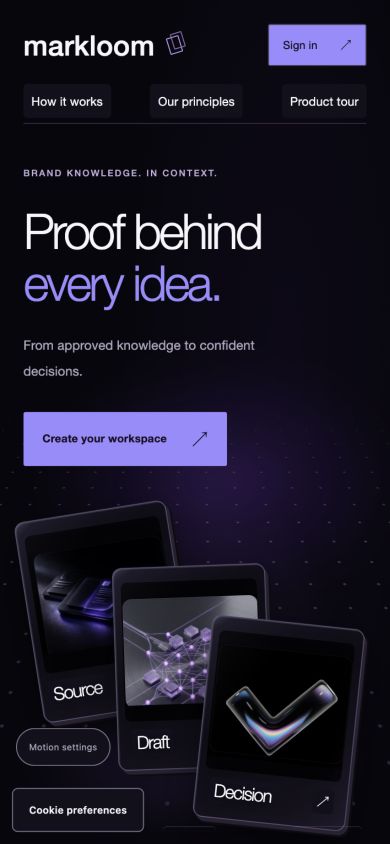 markloom
Sign in
How it works
Our principles
Product tour
BRAND KNOWLEDGE. IN CONTEXT.
Proof behind
every idea.
From approved knowledge to confident
decisions.
Create your workspace
Source
Draft
Decision
Motion settings
Cookie preferences